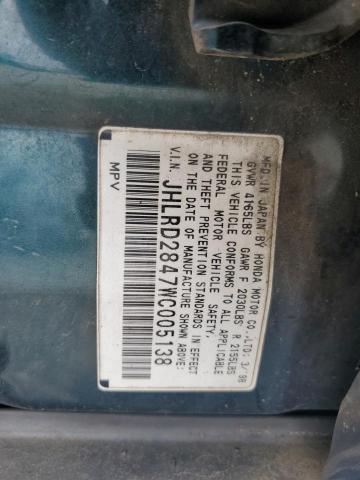 MFD.IN JAPAN BY HONDA MOTOR CO.,LTD: 3/98
GVWR 4165LBS GAWR F 2030LBS R 2155LBS
THIS VEHICLE CONFORMS TO ALL APPLICABLE
FEDERAL MOTOR VEHICLE SAFETY,
AND THEFT PREVENTION STANDARDS IN EFFECT
ON THE DATE OF MANUFACTURE SHOWN ABOVE:
V.I.N. JHLRD2847WC005138
MPV